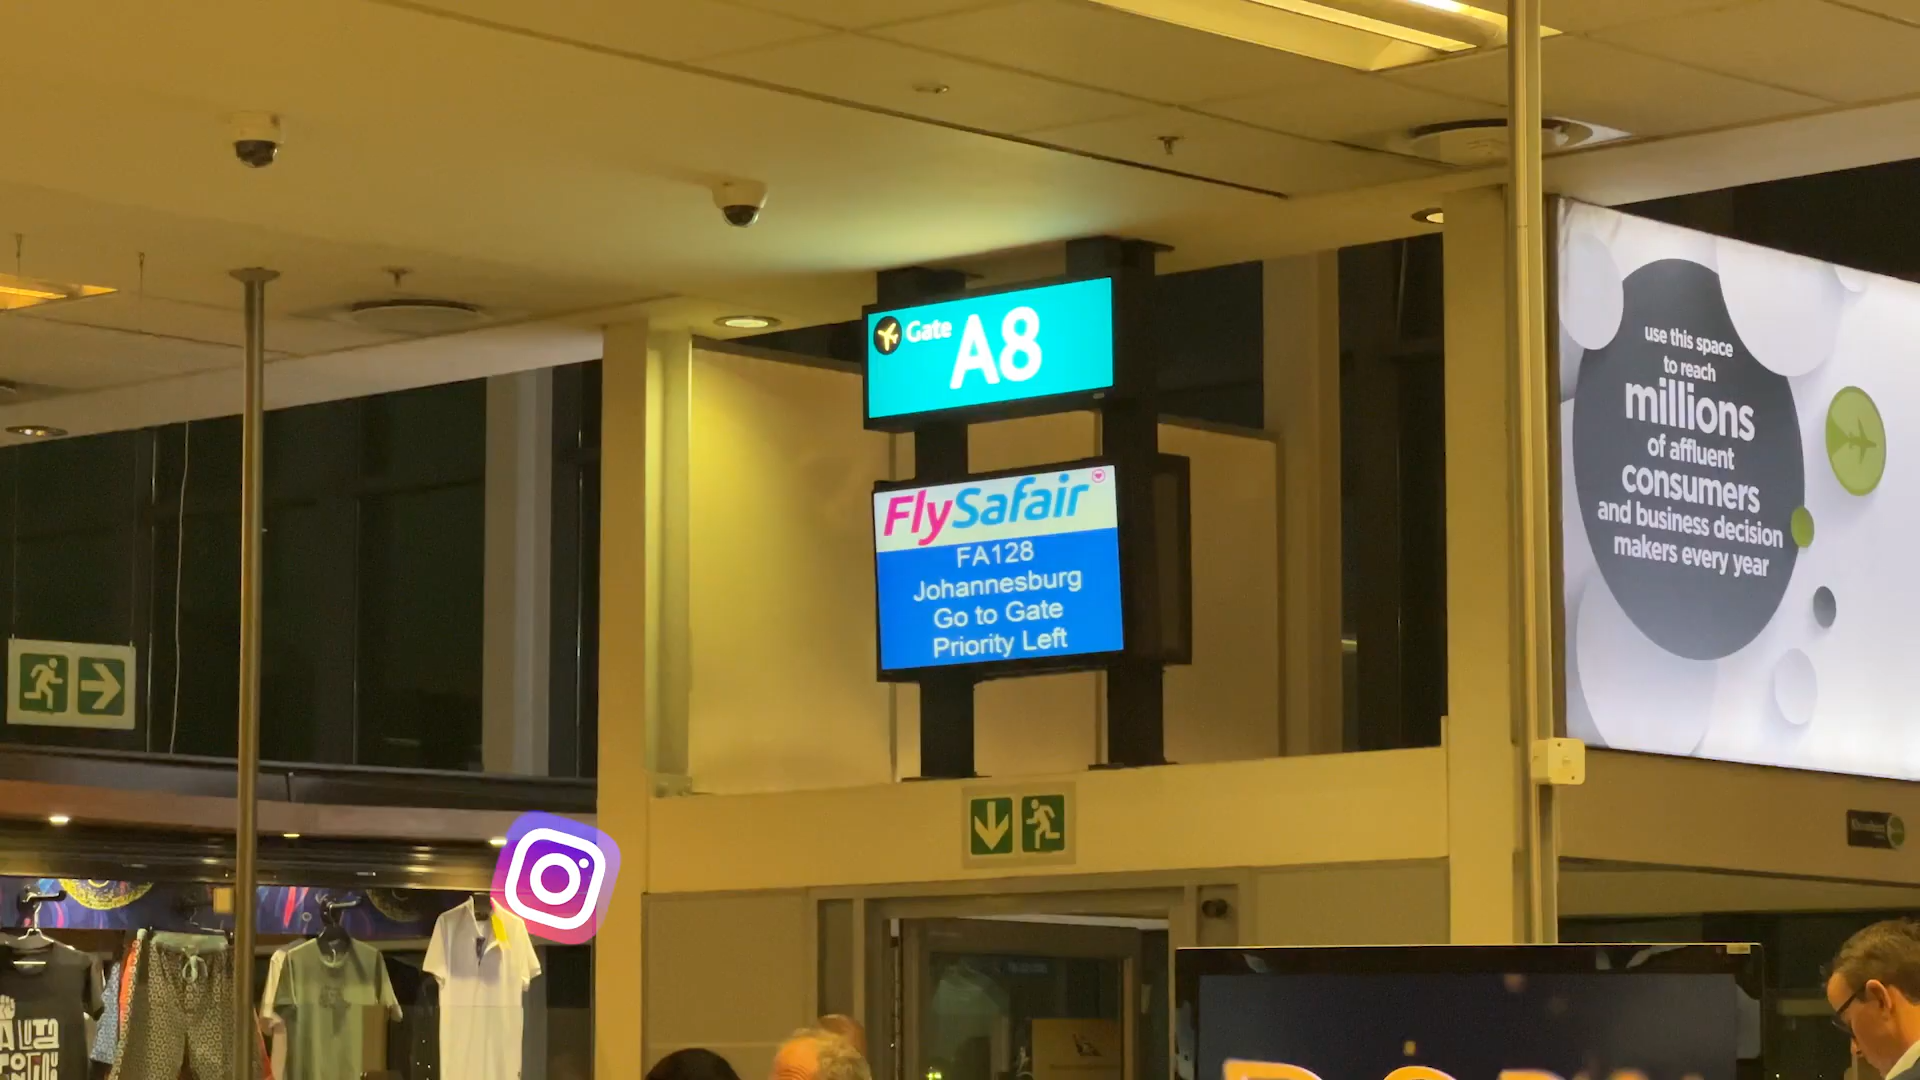 Gate A8
FlySafair
FA128
Johannesburg
Go to Gate
Priority Left
use this space
to reach
millions
of affluent
consumers
and business decision
makers every year